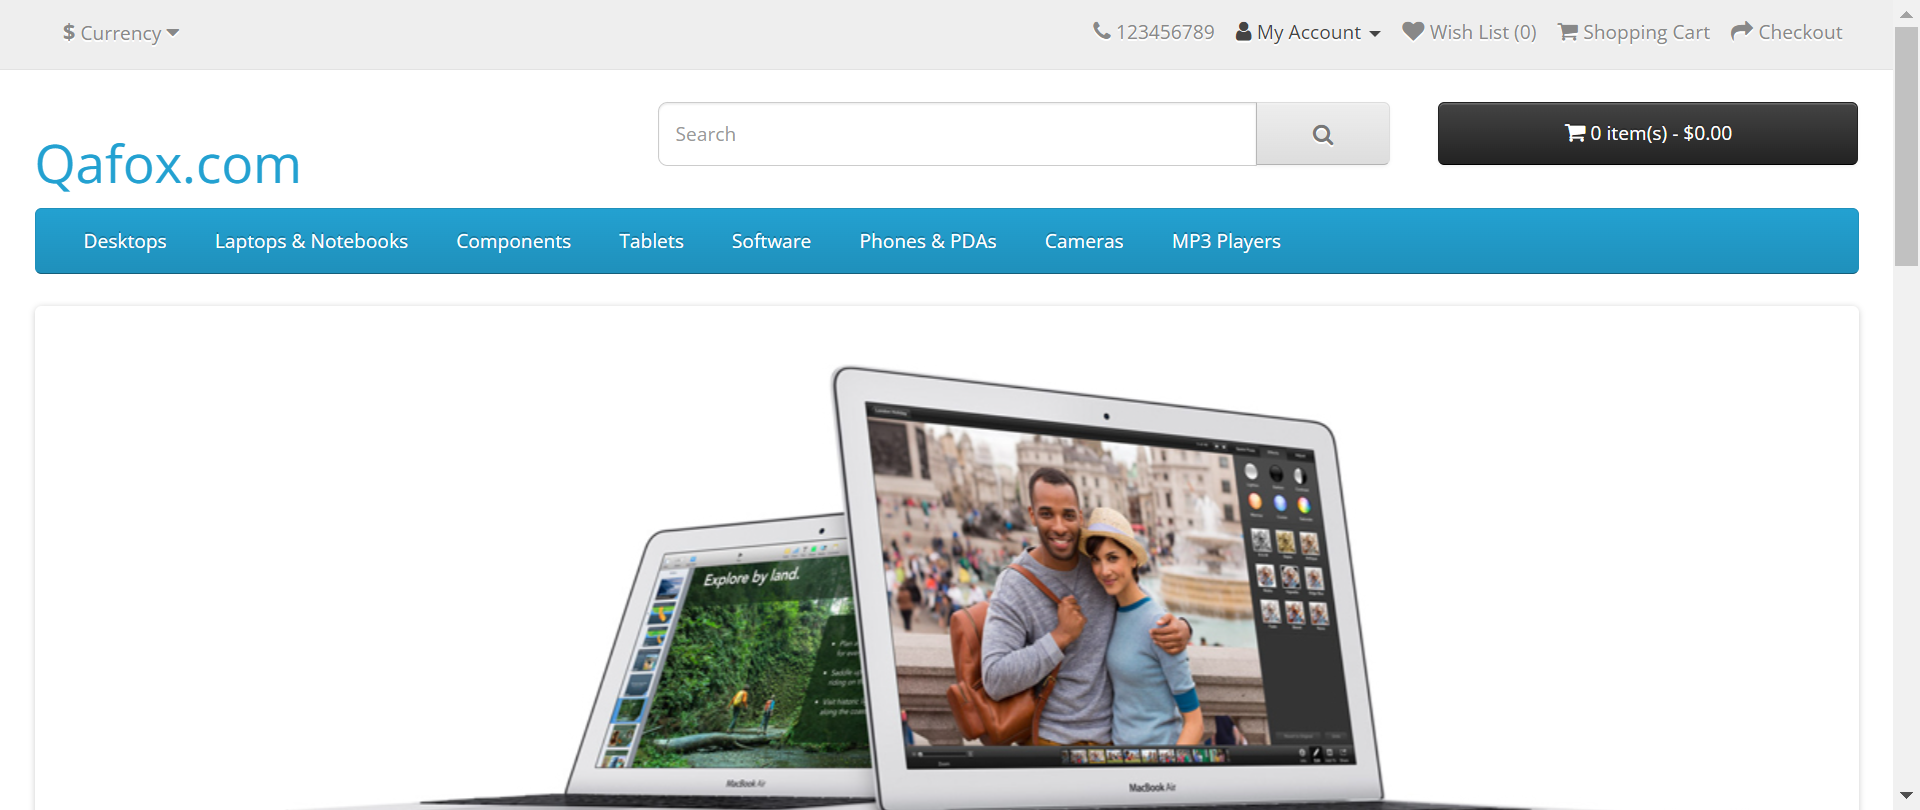 $ Currency
123456789 My Account Wish List (0) Shopping Cart Checkout
Search
0 item(s) - $0.00
Qafox.com
Desktops Laptops & Notebooks Components Tablets Software Phones & PDAs Cameras MP3 Players
Explore by land.
MacBook Air
MacBook Air